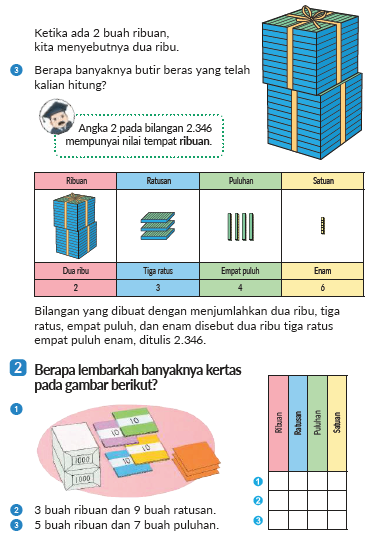 Ketika ada 2 buah ribuan,
kita menyebutnya dua ribu.
3 Berapa banyaknya butir beras yang telah
kalian hitung?
Angka 2 pada bilangan 2.346
mempunyai nilai tempat ribuan.
Ribuan Ratusan Puluhan Satuan
Dua ribu Tiga ratus Empat puluh Enam
2 3 4 6
Bilangan yang dibuat dengan menjumlahkan dua ribu, tiga
ratus, empat puluh, dan enam disebut dua ribu tiga ratus
empat puluh enam, ditulis 2.346.
2 Berapa lembarkah banyaknya kertas
pada gambar berikut?
1
10
10
10
10
1000
1000
2 3 buah ribuan dan 9 buah ratusan.
3 5 buah ribuan dan 7 buah puluhan.
Ribuan Ratusan Puluhan Satuan
1
2
3